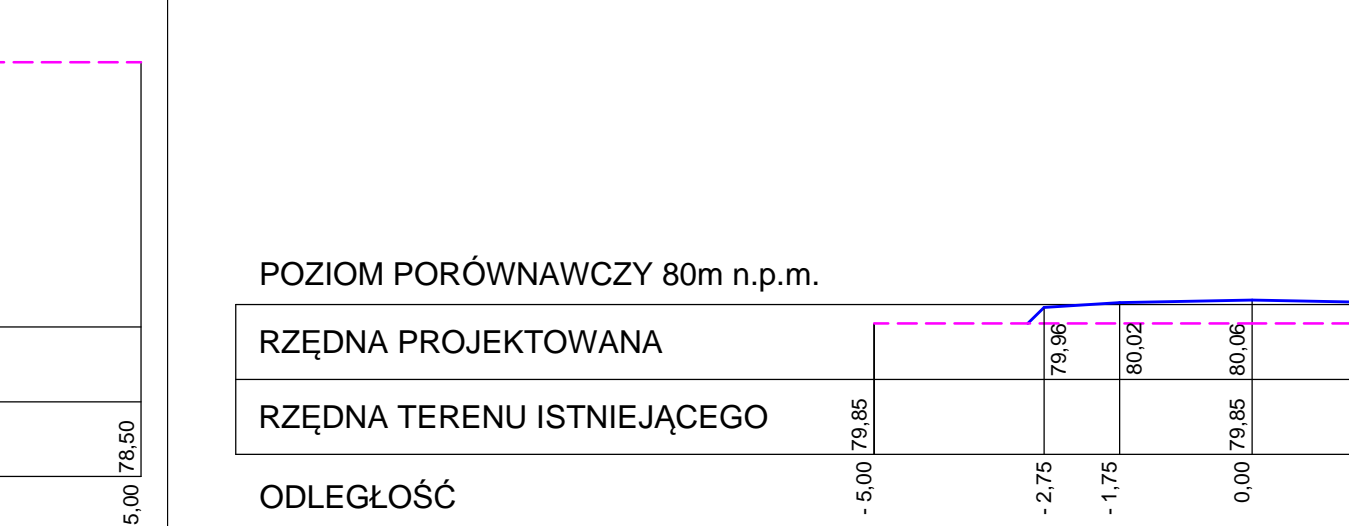 78,50
5,00
POZIOM PORÓWNAWCZY 80m n.p.m.
RZĘDNA PROJEKTOWANA 79,96 80,02 80,06
RZĘDNA TERENU ISTNIEJĄCEGO 79,85 79,85
ODLEGŁOŚĆ - 5,00 - 2,75 - 1,75 0,00